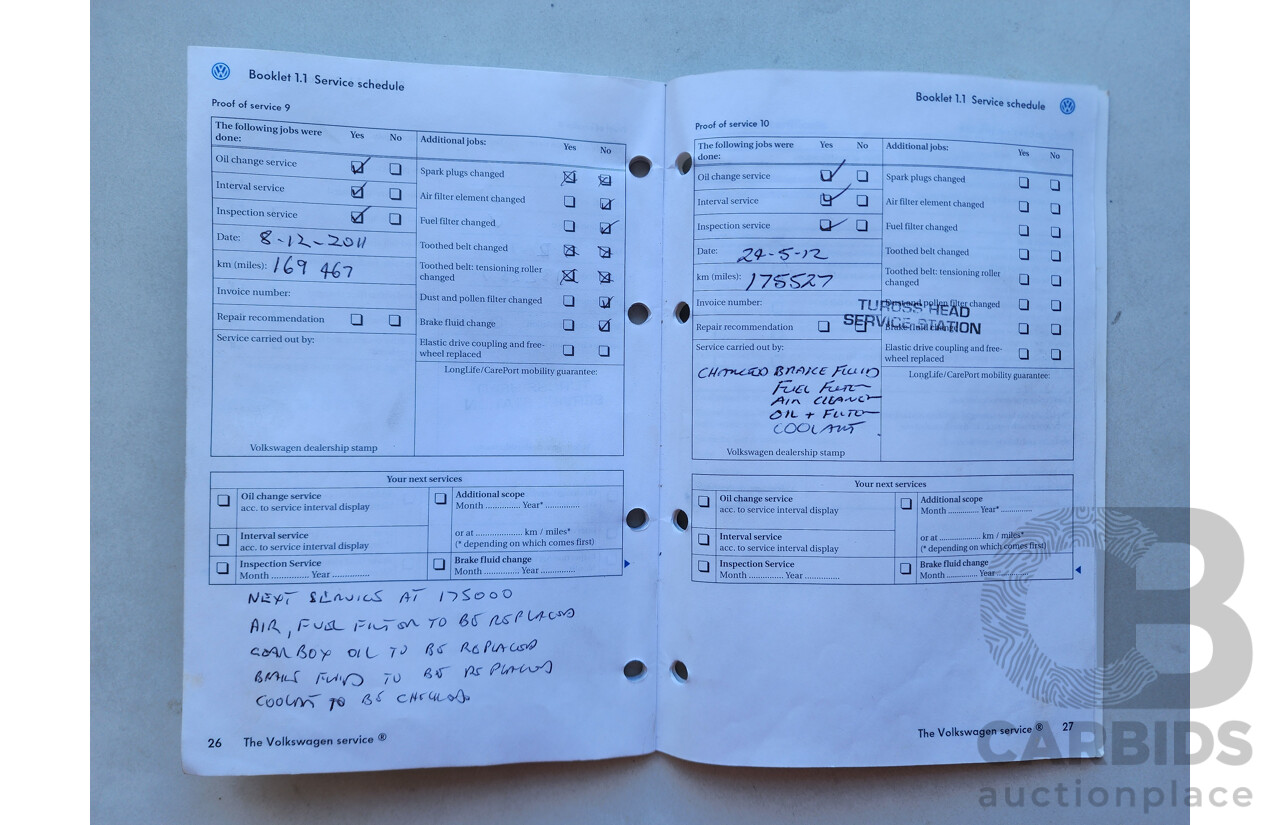 Booklet 1.1 Service schedule
Proof of service 9
The following jobs were done:
Yes
No
Additional jobs:
Yes
No
Oil change service
Interval service
Inspection service
Date: 8-12-2011
km (miles): 169 467
Invoice number:
Repair recommendation
Service carried out by:
Volkswagen dealership stamp
Spark plugs changed
Air filter element changed
Fuel filter changed
Toothed belt changed
Toothed belt: tensioning roller
changed
Dust and pollen filter changed
Brake fluid change
Elastic drive coupling and free-
wheel replaced
LongLife/CarePort mobility guarantee:
Your next services
Oil change service
acc. to service interval display
Interval service
acc. to service interval display
Inspection Service
Month ............. Year ..............
Additional scope
Month ............. Year* .............
or at .................. km / miles*
(* depending on which comes first)
Brake fluid change
Month ............. Year .............
NEXT SERVICE AT 175000
AIR, FUEL FILTER TO BE REPLACED
GEAR BOX OIL TO BE REPLACED
BRAKE FLUID TO BE REPLACED
COOLANT TO BE CHECKED
26 The Volkswagen service ®
Booklet 1.1 Service schedule
Proof of service 10
The following jobs were
done:
Yes
No
Additional jobs:
Yes
No
Oil change service
Interval service
Inspection service
Date: 24-5-12
km (miles): 175527
Invoice number:
Repair recommendation
TUROSS HEAD
SERVICE STATION
Service carried out by:
CHANGED BRAKE FLUID
FUEL FILTER
AIR CLEANER
OIL + FILTER
COOLANT
Volkswagen dealership stamp
Spark plugs changed
Air filter element changed
Fuel filter changed
Toothed belt changed
Toothed belt: tensioning roller
changed
Dust and pollen filter changed
Brake fluid change
Elastic drive coupling and free-
wheel replaced
LongLife/CarePort mobility guarantee:
Your next services
Oil change service
acc. to service interval display
Interval service
acc. to service interval display
Inspection Service
Month ............. Year .............
Additional scope
Month ............. Year* .............
or at .................. km / miles*
(* depending on which comes first)
Brake fluid change
Month ............. Year .............
The Volkswagen service ® 27
CARBIDS
auctionplace